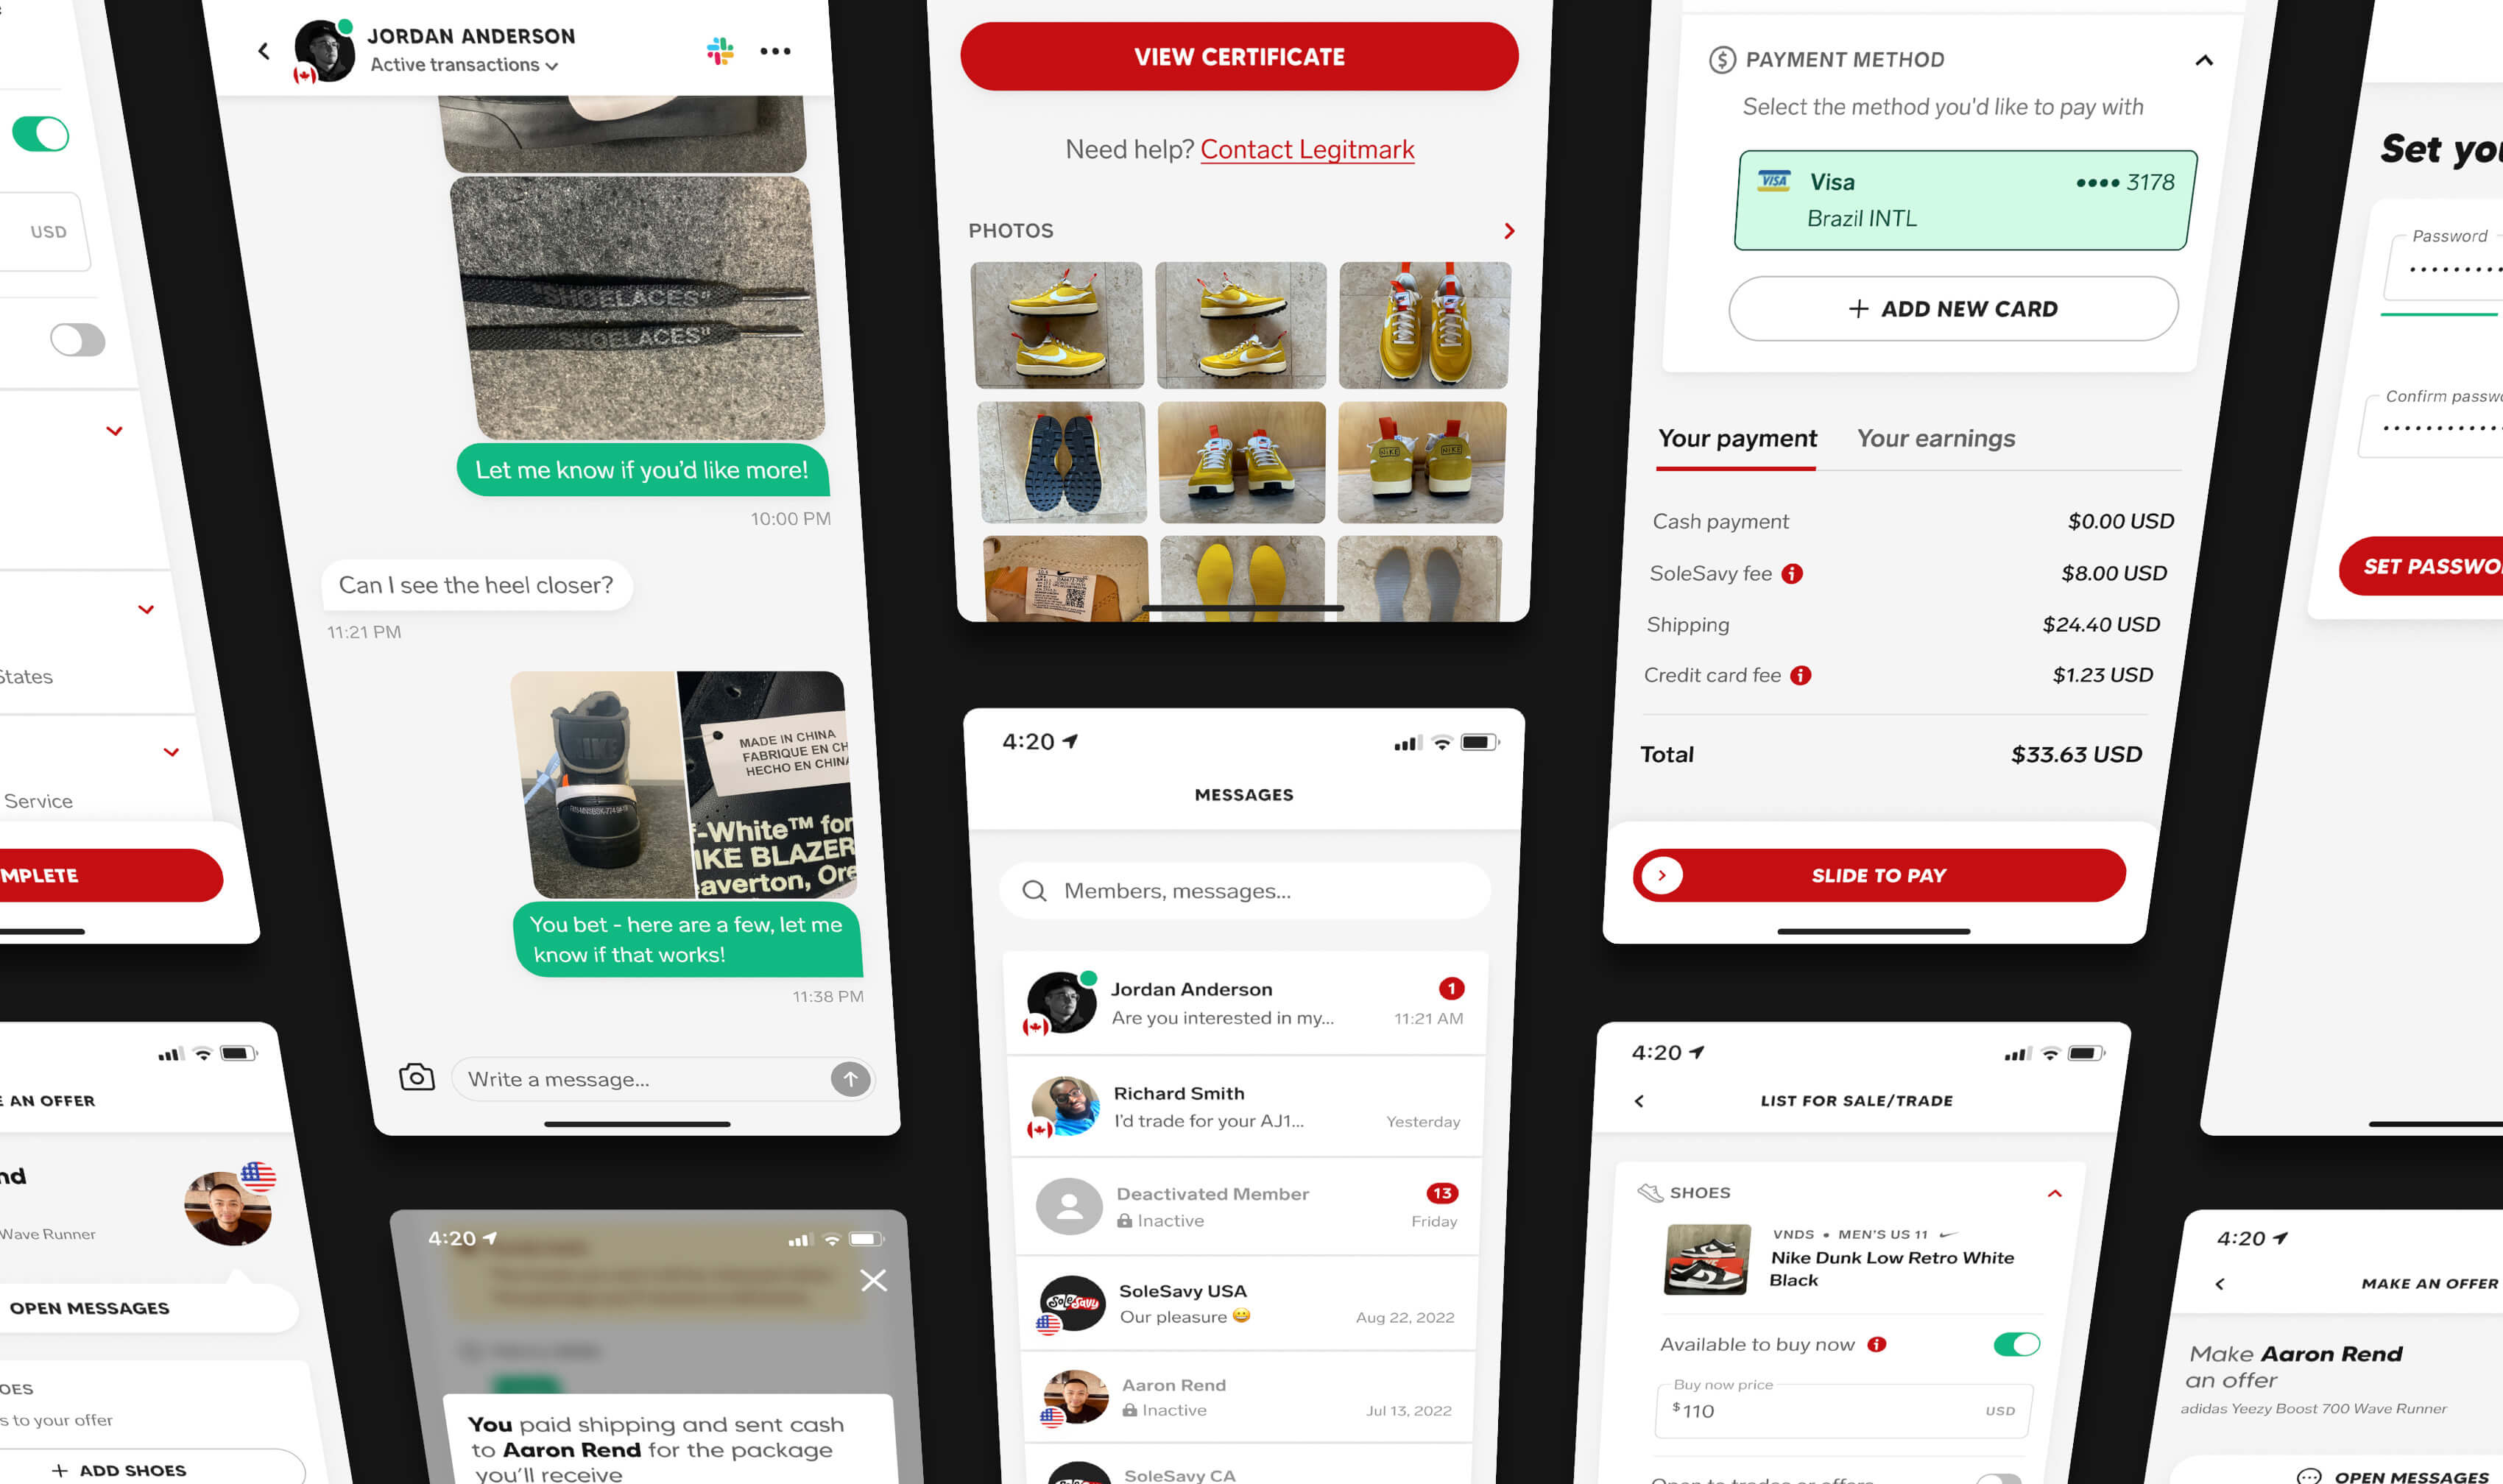 USD
States
Service
MPLETE
AN OFFER
nd
Wave Runner
OPEN MESSAGES
OES
s to your offer
+ ADD SHOES
JORDAN ANDERSON
Active transactions
"SHOELACES"
SHOELACES"
Let me know if you'd like more!
10:00 PM
Can I see the heel closer?
11:21 PM
NIKE
MADE IN CHINA
FABRIQUE EN CH
HECHO EN CHINA
-White™ for
IKE BLAZER
averton, Ore
You bet - here are a few, let me
know if that works!
11:38 PM
Write a message...
4:20
You paid shipping and sent cash
to Aaron Rend for the package
you'll receive
VIEW CERTIFICATE
Need help? Contact Legitmark
PHOTOS
NIKE NIKE
4:20
MESSAGES
Members, messages...
Jordan Anderson 1
Are you interested in my... 11:21 AM
Richard Smith
I'd trade for your AJ1... Yesterday
Deactivated Member 13
Inactive Friday
SoleSavy
SoleSavy USA
Our pleasure 😀 Aug 22, 2022
Aaron Rend
Inactive Jul 13, 2022
SoleSavy CA
$ PAYMENT METHOD
Select the method you'd like to pay with
VISA Visa •••• 3178
Brazil INTL
+ ADD NEW CARD
Your payment Your earnings
Cash payment $0.00 USD
SoleSavy fee i $8.00 USD
Shipping $24.40 USD
Credit card fee i $1.23 USD
Total $33.63 USD
SLIDE TO PAY
4:20
LIST FOR SALE/TRADE
SHOES
VNDS • MEN'S US 11
Nike Dunk Low Retro White
Black
Available to buy now i
Buy now price
$110 USD
Open to trades or offers
Set you
Password
Confirm passwo
SET PASSWO
4:20
MAKE AN OFFER
Make Aaron Rend
an offer
adidas Yeezy Boost 700 Wave Runner
OPEN MESSAGES